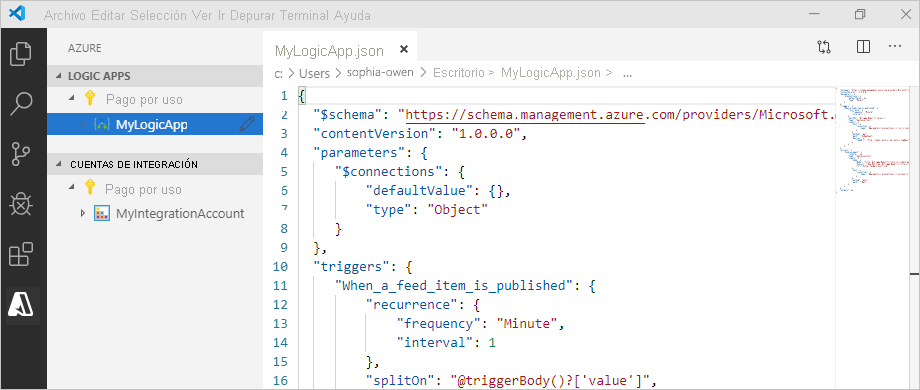 Archivo Editar Selección Ver Ir Depurar Terminal Ayuda
AZURE
LOGIC APPS
Pago por uso
MyLogicApp
CUENTAS DE INTEGRACIÓN
Pago por uso
MyIntegrationAccount
MyLogicApp.json
c: > Users > sophia-owen > Escritorio > MyLogicApp.json > ...
1 {
2 "$schema": "https://schema.management.azure.com/providers/Microsoft.
3 "contentVersion": "1.0.0.0",
4 "parameters": {
5 "$connections": {
6 "defaultValue": {},
7 "type": "Object"
8 }
9 },
10 "triggers": {
11 "When_a_feed_item_is_published": {
12 "recurrence": {
13 "frequency": "Minute",
14 "interval": 1
15 },
16 "splitOn": "@triggerBody()?['value']",